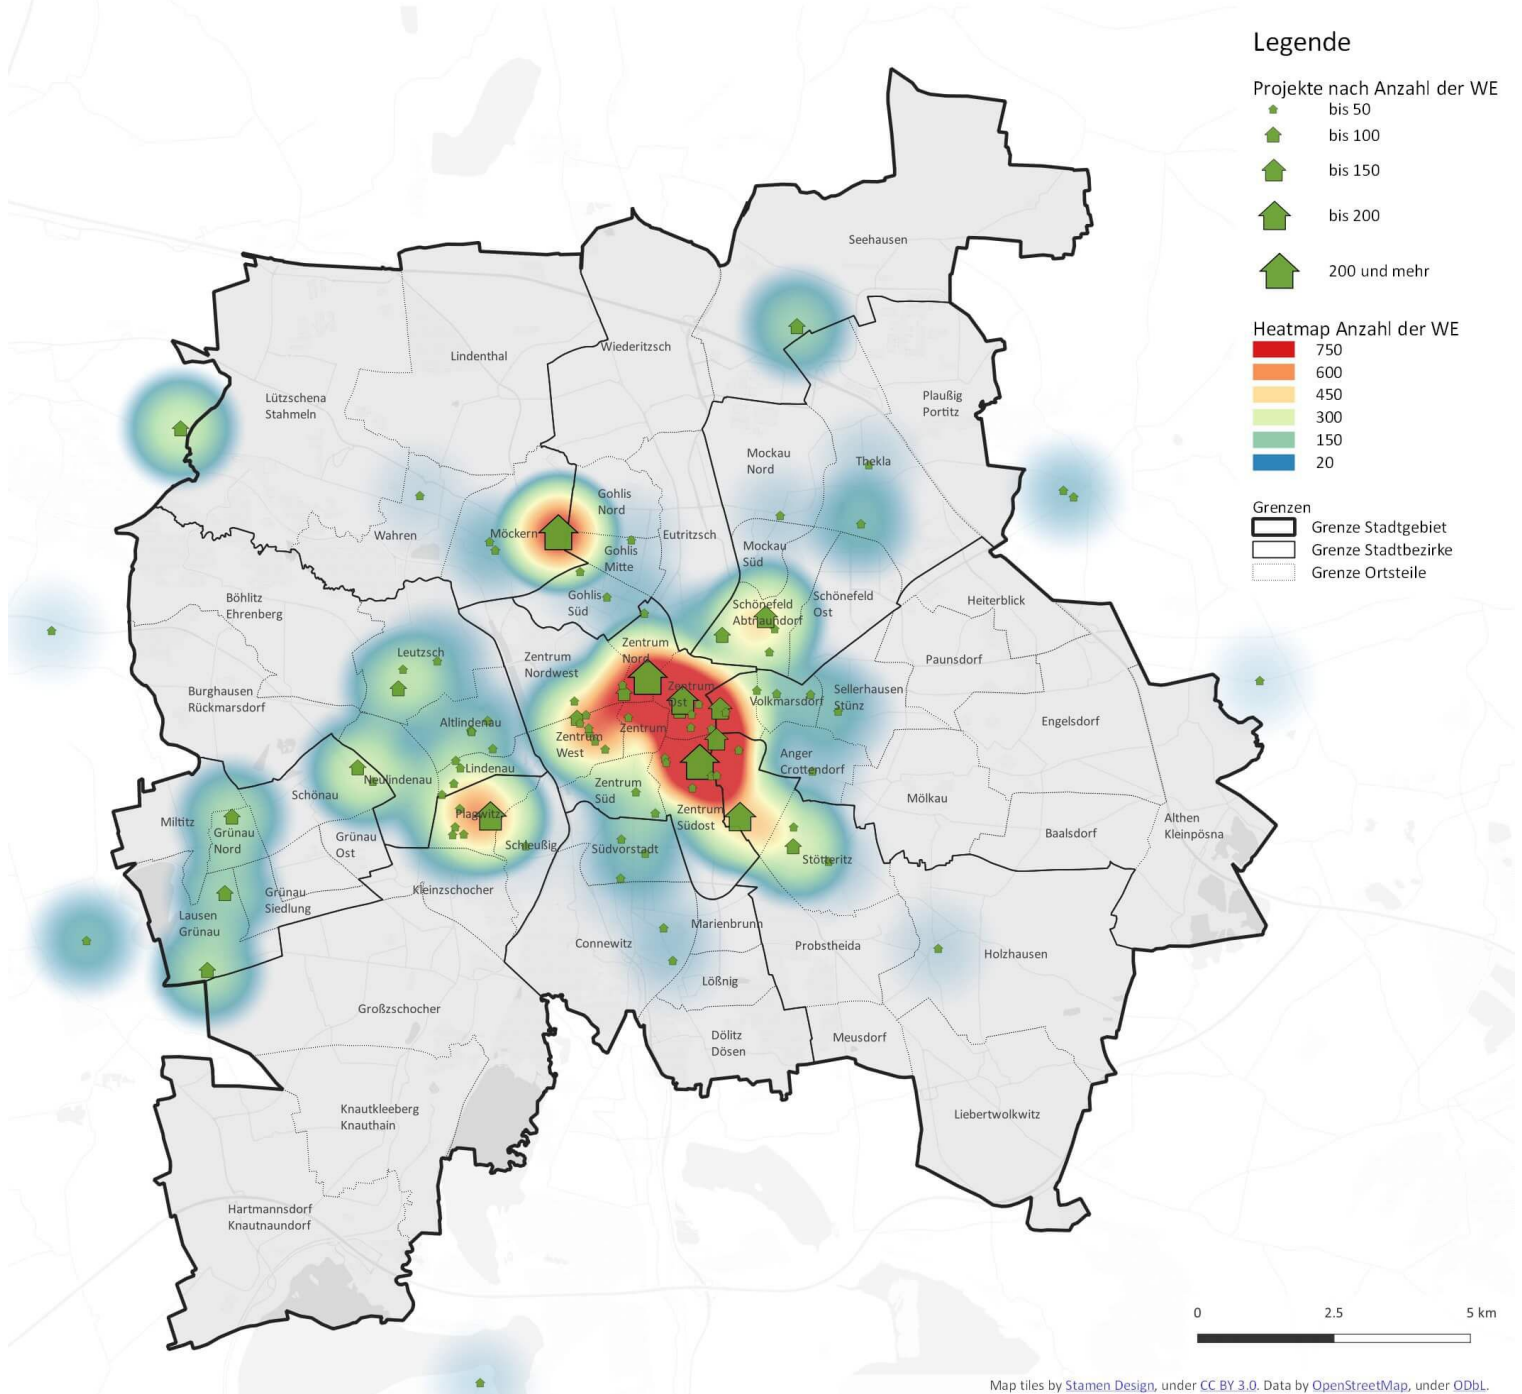 Legende
Projekte nach Anzahl der WE
bis 50
bis 100
bis 150
bis 200
200 und mehr
Heatmap Anzahl der WE
750
600
450
300
150
20
Grenzen
Grenze Stadtgebiet
Grenze Stadtbezirke
Grenze Ortsteile
Seehausen
Wiederitzsch
Lindenthal
Lützschena
Stahmeln
Plaußig
Portitz
Mockau
Nord
Thekla
Gohlis
Nord
Wahren
Möckern
Eutritzsch
Gohlis
Mitte
Mockau
Süd
Böhlitz
Ehrenberg
Gohlis
Süd
Schönefeld
Abtnaundorf
Schönefeld
Ost
Heiterblick
Leutzsch
Zentrum
Nordwest
Zentrum
Nord
Paunsdorf
Burghausen
Rückmarsdorf
Zentrum
Ost
Volkmarsdorf
Sellerhausen
Stünz
Altlindenau
Zentrum
Zentrum
West
Engelsdorf
Anger
Crottendorf
Neulindenau
Lindenau
Schönau
Zentrum
Süd
Mölkau
Miltitz
Grünau
Nord
Grünau
Ost
Plagwitz
Schleußig
Zentrum
Südost
Südvorstadt
Stötteritz
Baalsdorf
Althen
Kleinpösna
Kleinzschocher
Grünau
Siedlung
Lausen
Grünau
Marienbrunn
Connewitz
Probstheida
Holzhausen
Lößnig
Großzschocher
Dölitz
Dösen
Meusdorf
Knautkleeberg
Knauthain
Liebertwolkwitz
Hartmannsdorf
Knautnaundorf
0 2.5 5 km
Map tiles by Stamen Design, under CC BY 3.0. Data by OpenStreetMap, under ODbL.